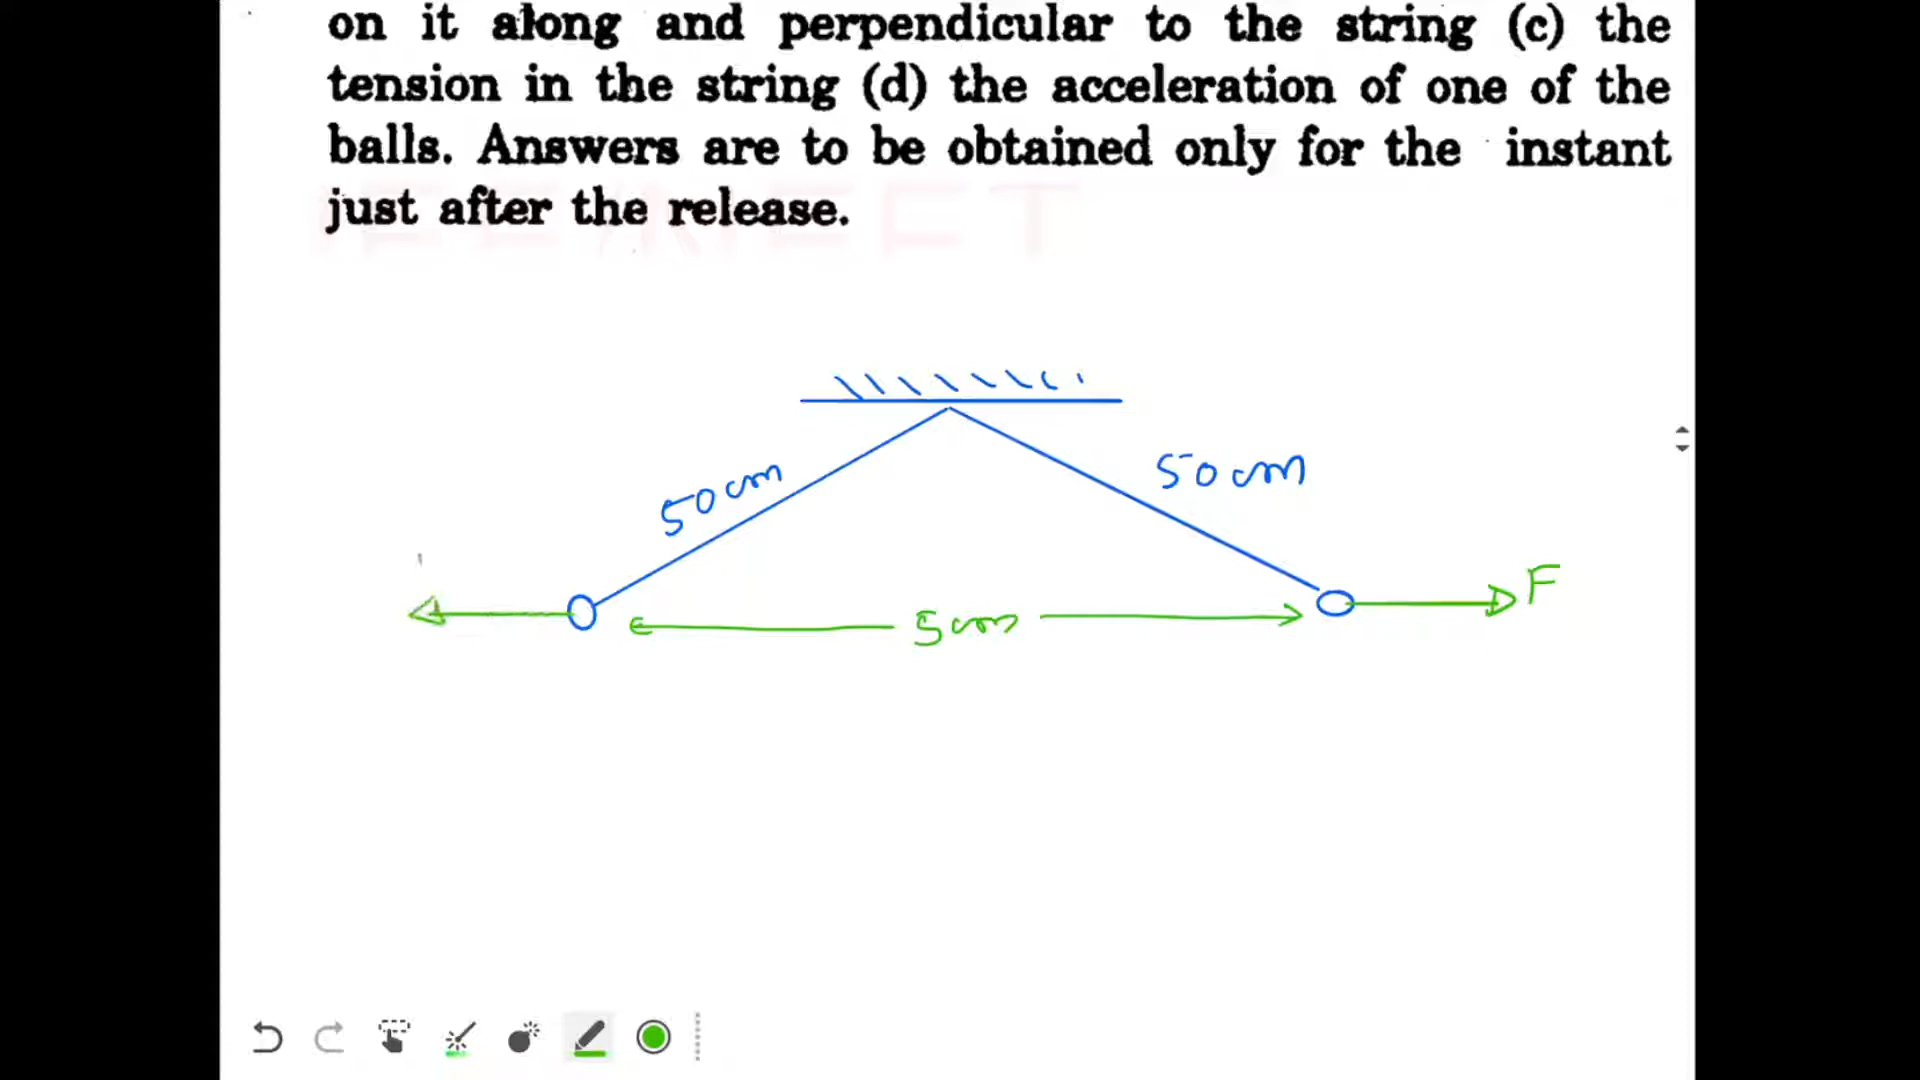 on it along and perpendicular to the string (c) the
tension in the string (d) the acceleration of one of the
balls. Answers are to be obtained only for the instant
just after the release.
50 cm
50 cm
F
5 cm